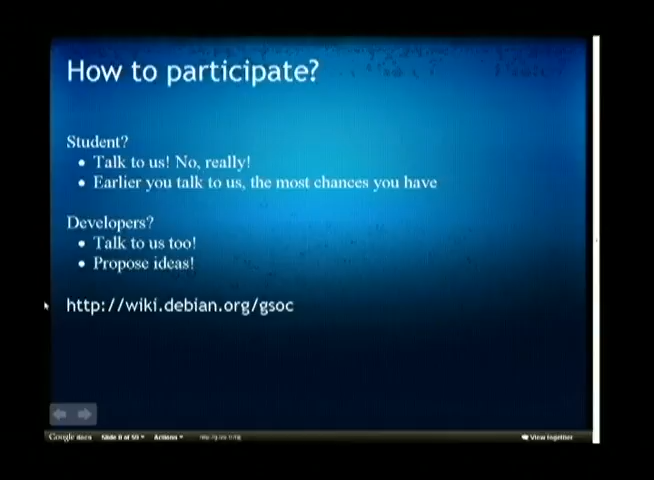 How to participate?
Student?
• Talk to us! No, really!
• Earlier you talk to us, the most chances you have
Developers?
• Talk to us too!
• Propose ideas!
http://wiki.debian.org/gsoc
Google docs Slide 8 of 59 Actions View together